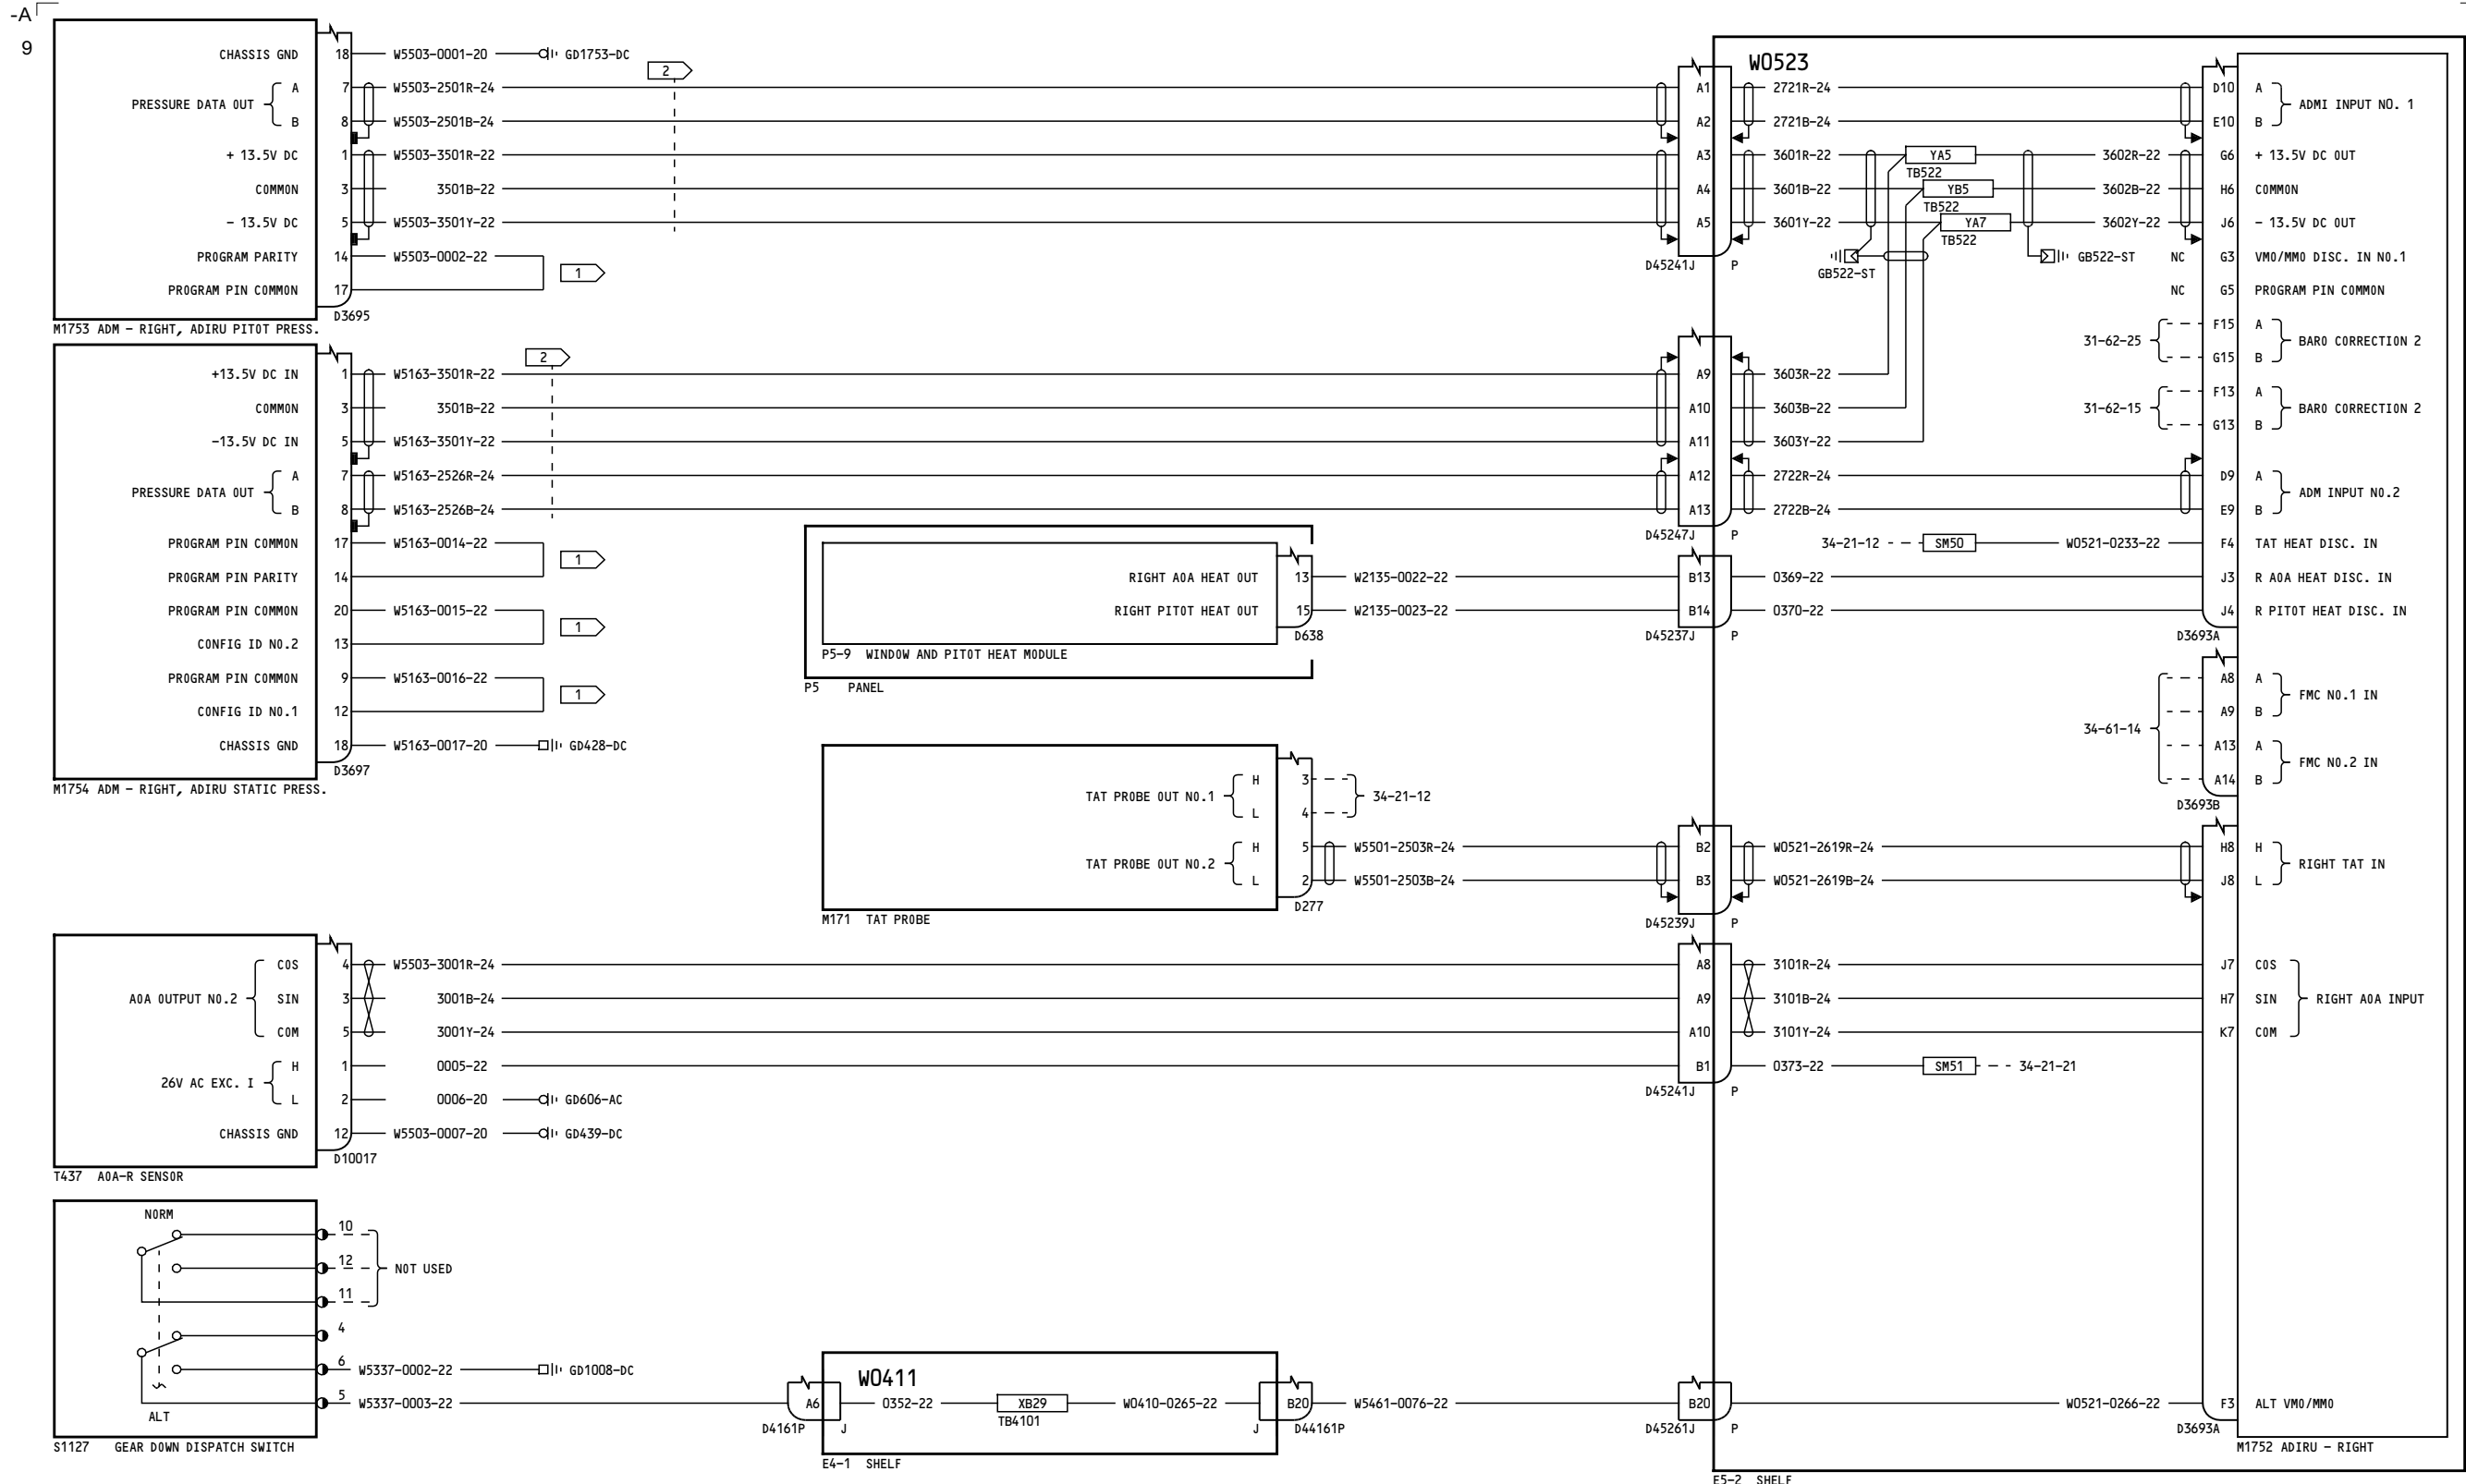 -A
9
CHASSIS GND 18 W5503-0001-20 GD1753-DC
2
W0523
PRESSURE DATA OUT
A 7 W5503-2501R-24 A1 2721R-24 D10 A
ADMI INPUT NO. 1
B 8 W5503-2501B-24 A2 2721B-24 E10 B
+ 13.5V DC 1 W5503-3501R-22 A3 3601R-22 YA5 3602R-22 G6 + 13.5V DC OUT
TB522
COMMON 3 3501B-22 A4 3601B-22 YB5 3602B-22 H6 COMMON
TB522
- 13.5V DC 5 W5503-3501Y-22 A5 3601Y-22 YA7 3602Y-22 J6 - 13.5V DC OUT
TB522
PROGRAM PARITY 14 W5503-0002-22 GB522-ST GB522-ST NC G3 VMO/MMO DISC. IN NO.1
1
D45241J P
PROGRAM PIN COMMON 17 NC G5 PROGRAM PIN COMMON
D3695
M1753 ADM - RIGHT, ADIRU PITOT PRESS.
F15 A
31-62-25 BARO CORRECTION 2
G15 B
2
+13.5V DC IN 1 W5163-3501R-22 A9 3603R-22
F13 A
COMMON 3 3501B-22 A10 3603B-22 31-62-15 BARO CORRECTION 2
G13 B
-13.5V DC IN 5 W5163-3501Y-22 A11 3603Y-22
PRESSURE DATA OUT
A 7 W5163-2526R-24 A12 2722R-24 D9 A
ADM INPUT NO.2
B 8 W5163-2526B-24 A13 2722B-24 E9 B
D45247J P
PROGRAM PIN COMMON 17 W5163-0014-22 34-21-12 SM50 W0521-0233-22 F4 TAT HEAT DISC. IN
1
PROGRAM PIN PARITY 14 RIGHT AOA HEAT OUT 13 W2135-0022-22 B13 0369-22 J3 R AOA HEAT DISC. IN
PROGRAM PIN COMMON 20 W5163-0015-22 RIGHT PITOT HEAT OUT 15 W2135-0023-22 B14 0370-22 J4 R PITOT HEAT DISC. IN
1
D638 D45237J P D3693A
CONFIG ID NO.2 13
P5-9 WINDOW AND PITOT HEAT MODULE
PROGRAM PIN COMMON 9 W5163-0016-22 A8 A
P5 PANEL
1
FMC NO.1 IN
CONFIG ID NO.1 12 A9 B
34-61-14
CHASSIS GND 18 W5163-0017-20 GD428-DC A13 A
FMC NO.2 IN
D3697
A14 B
D3693B
M1754 ADM - RIGHT, ADIRU STATIC PRESS.
H 3
TAT PROBE OUT NO.1 34-21-12
L 4
H 5 W5501-2503R-24 B2 W0521-2619R-24 H8 H
TAT PROBE OUT NO.2 RIGHT TAT IN
L 2 W5501-2503B-24 B3 W0521-2619B-24 J8 L
D277
M171 TAT PROBE
D45239J P
COS 4 W5503-3001R-24 A8 3101R-24 J7 COS
AOA OUTPUT NO.2 SIN 3 3001B-24 A9 3101B-24 H7 SIN RIGHT AOA INPUT
COM 5 3001Y-24 A10 3101Y-24 K7 COM
H 1 0005-22 B1 0373-22 SM51 34-21-21
26V AC EXC. I
D45241J P
L 2 0006-20 GD606-AC
CHASSIS GND 12 W5503-0007-20 GD439-DC
D10017
T437 AOA-R SENSOR
NORM
10
12 NOT USED
11
4
6 W5337-0002-22 GD1008-DC
W0411
5 W5337-0003-22 A6 0352-22 XB29 W0410-0265-22 B20 W5461-0076-22 B20 W0521-0266-22 F3 ALT VMO/MMO
ALT
TB4101
D4161P J J D44161P D45261J P D3693A
S1127 GEAR DOWN DISPATCH SWITCH
M1752 ADIRU - RIGHT
E4-1 SHELF
E5-2 SHELF